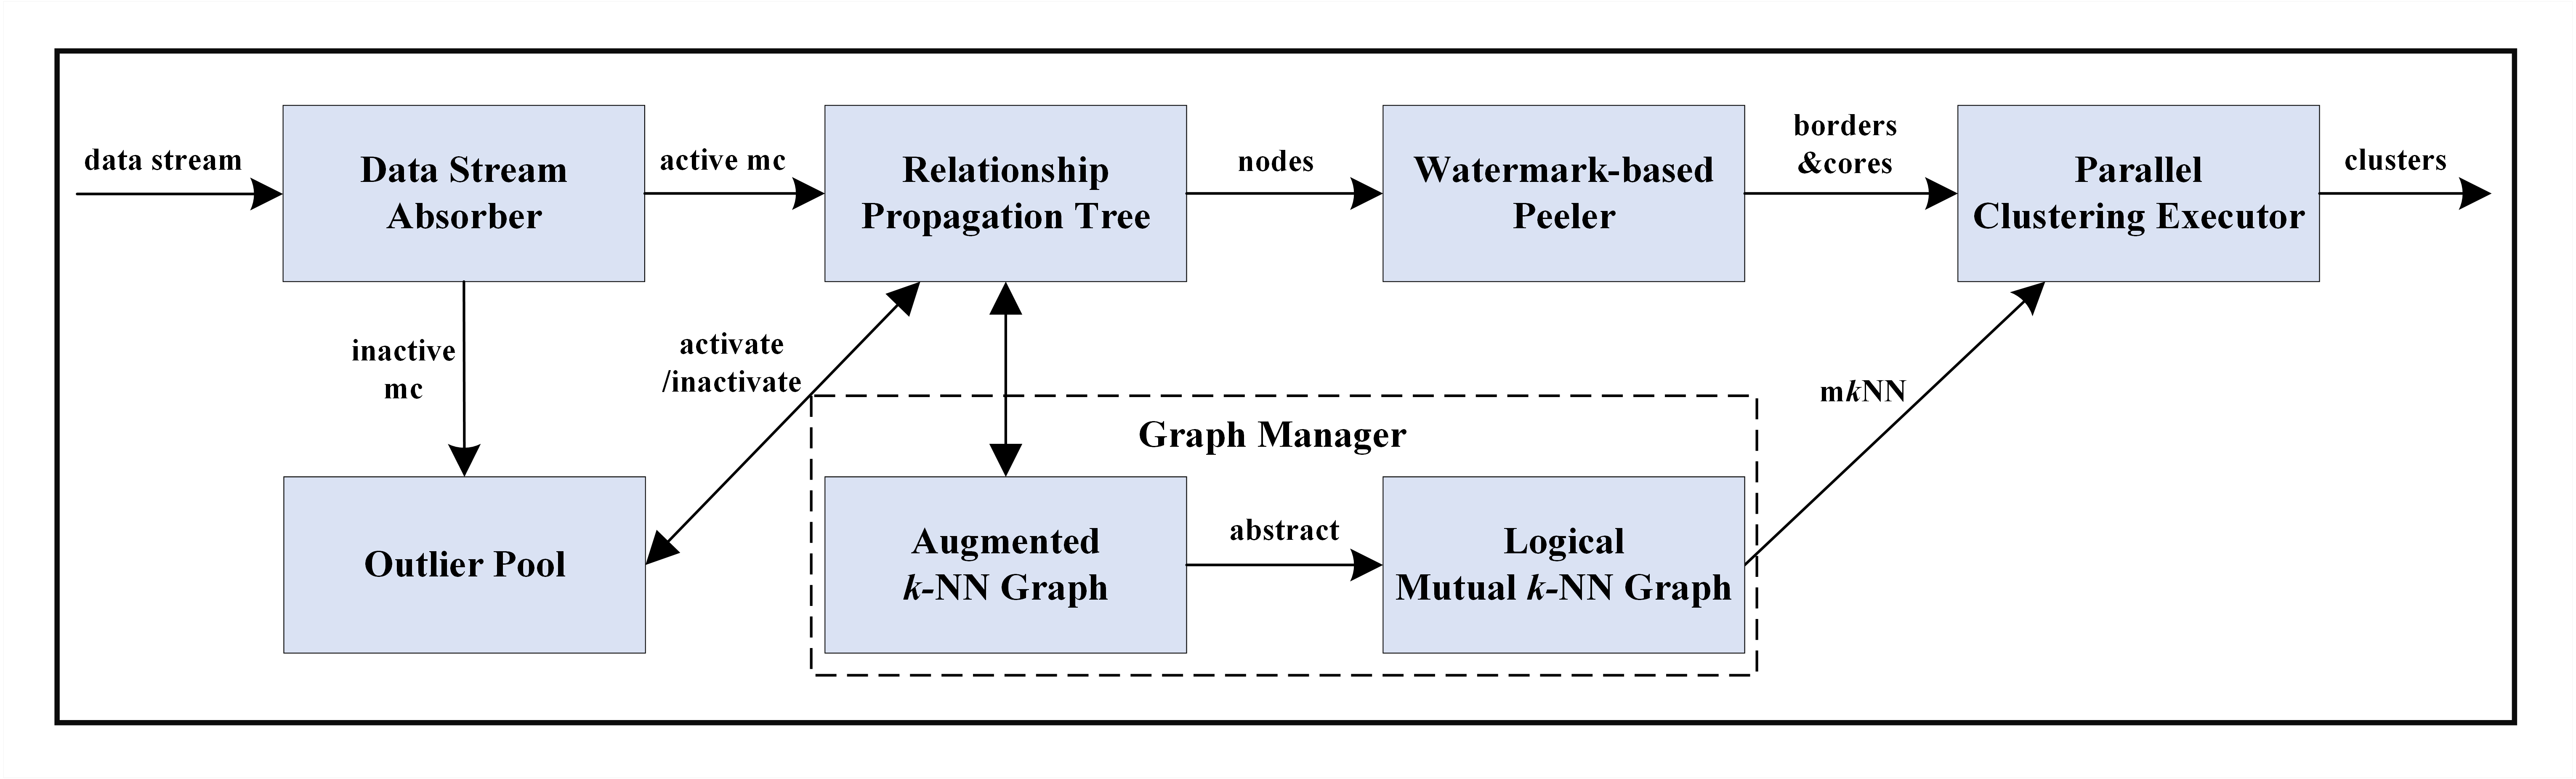 data stream
Data Stream
Absorber
active mc
Relationship
Propagation Tree
nodes
Watermark-based
Peeler
borders
&cores
Parallel
Clustering Executor
clusters
inactive
mc
activate
/inactivate
Graph Manager
mkNN
Outlier Pool
Augmented
k-NN Graph
abstract
Logical
Mutual k-NN Graph